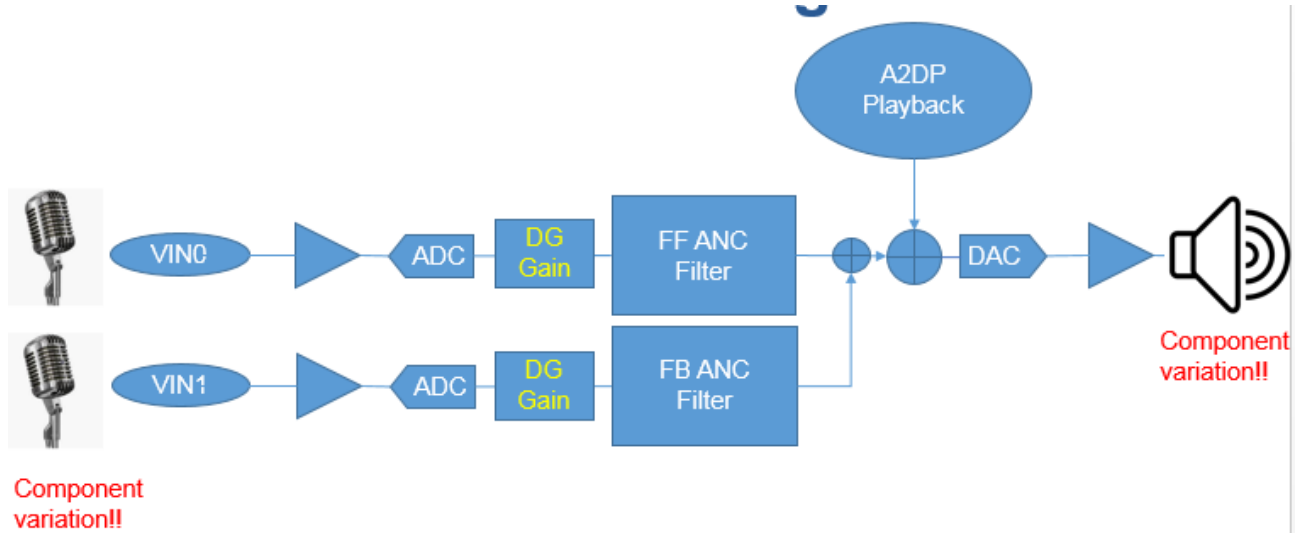 A2DP
Playback
VIN0
ADC
DG
Gain
FF ANC
Filter
DAC
Component
variation!!
VIN1
ADC
DG
Gain
FB ANC
Filter
Component
variation!!